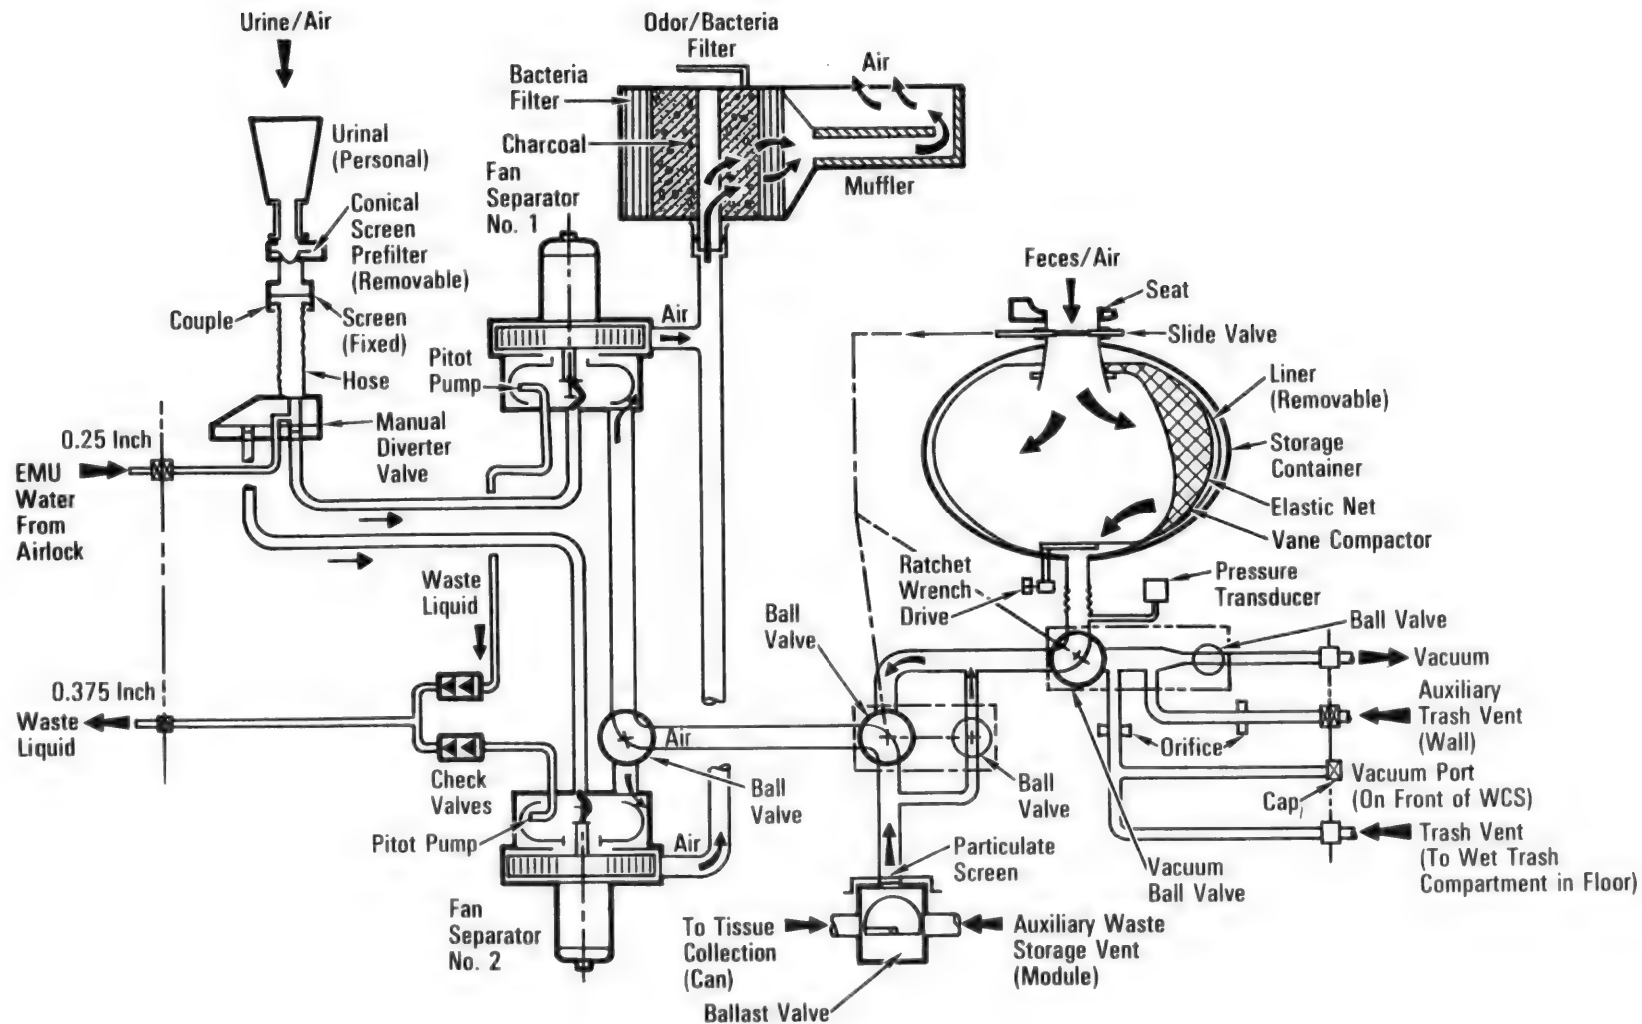 Urine/Air
Urinal
(Personal)
Conical
Screen
Prefilter
(Removable)
Couple
Screen
(Fixed)
Hose
Manual
Diverter
Valve
0.25 Inch
EMU
Water
From
Airlock
0.375 Inch
Waste
Liquid
Waste
Liquid
Check
Valves
Odor/Bacteria
Filter
Bacteria
Filter
Charcoal
Air
Muffler
Fan
Separator
No. 1
Air
Pitot
Pump
Air
Ball
Valve
Pitot Pump
Air
Fan
Separator
No. 2
Feces/Air
Seat
Slide Valve
Liner
(Removable)
Storage
Container
Elastic Net
Vane Compactor
Ratchet
Wrench
Drive
Pressure
Transducer
Ball
Valve
Ball Valve
Vacuum
Auxiliary
Trash Vent
(Wall)
Orifice
Vacuum Port
(On Front of WCS)
Cap
Trash Vent
(To Wet Trash
Compartment in Floor)
Ball
Valve
Vacuum
Ball Valve
Particulate
Screen
To Tissue
Collection
(Can)
Auxiliary Waste
Storage Vent
(Module)
Ballast Valve